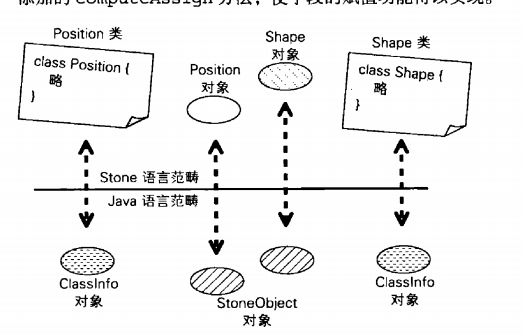 添加的 computeAssign 方法，使字段的赋值功能得以实现。
Position 类
class Position {
略
}
Position
对象
Shape
对象
Shape 类
class Shape {
略
}
Stone 语言范畴
Java 语言范畴
ClassInfo
对象
StoneObject
对象
ClassInfo
对象